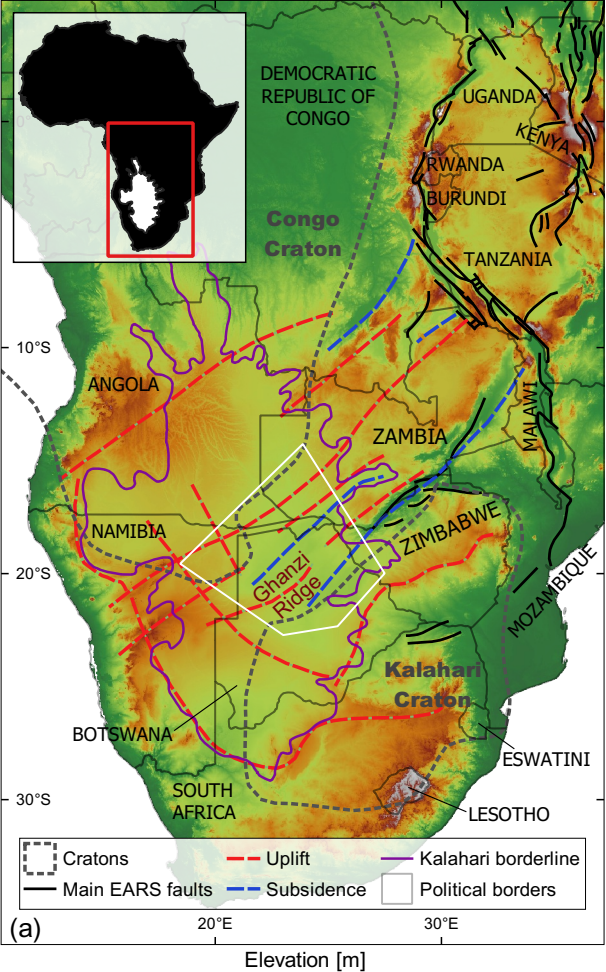 DEMOCRATIC
REPUBLIC OF
CONGO
UGANDA
KENYA
RWANDA
BURUNDI
Congo
Craton
TANZANIA
10°S
ANGOLA
MALAWI
ZAMBIA
NAMIBIA
ZIMBABWE
20°S
Ghanzi
Ridge
MOZAMBIQUE
Kalahari
Craton
BOTSWANA
ESWATINI
SOUTH
AFRICA
30°S
LESOTHO
Cratons
Uplift
Kalahari borderline
Main EARS faults
Subsidence
Political borders
(a)
20°E
30°E
Elevation [m]